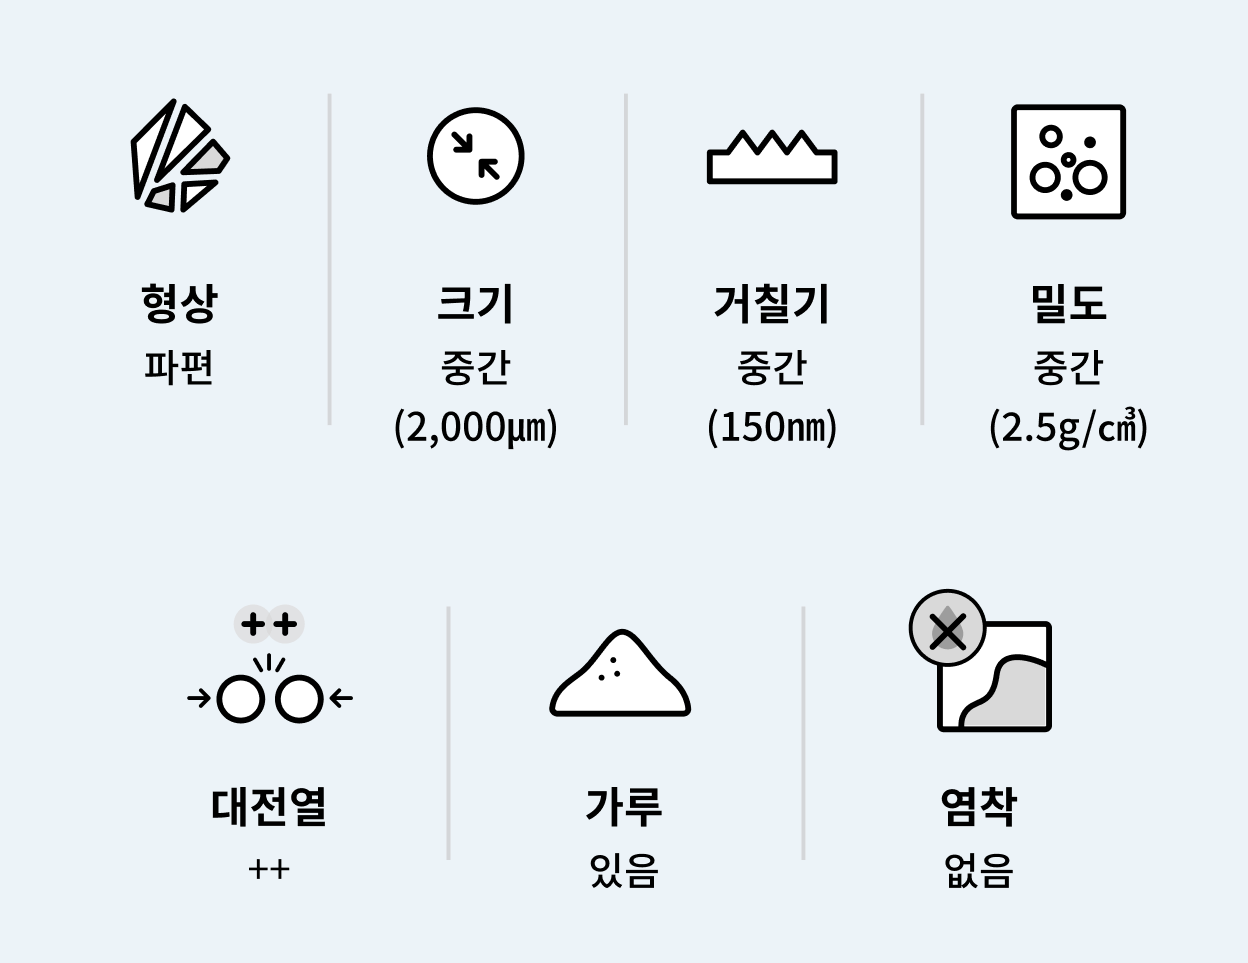 형상
파편
크기
중간
(2,000㎛)
거칠기
중간
(150㎚)
밀도
중간
(2.5g/㎤)
++
대전열
++
가루
있음
염착
없음